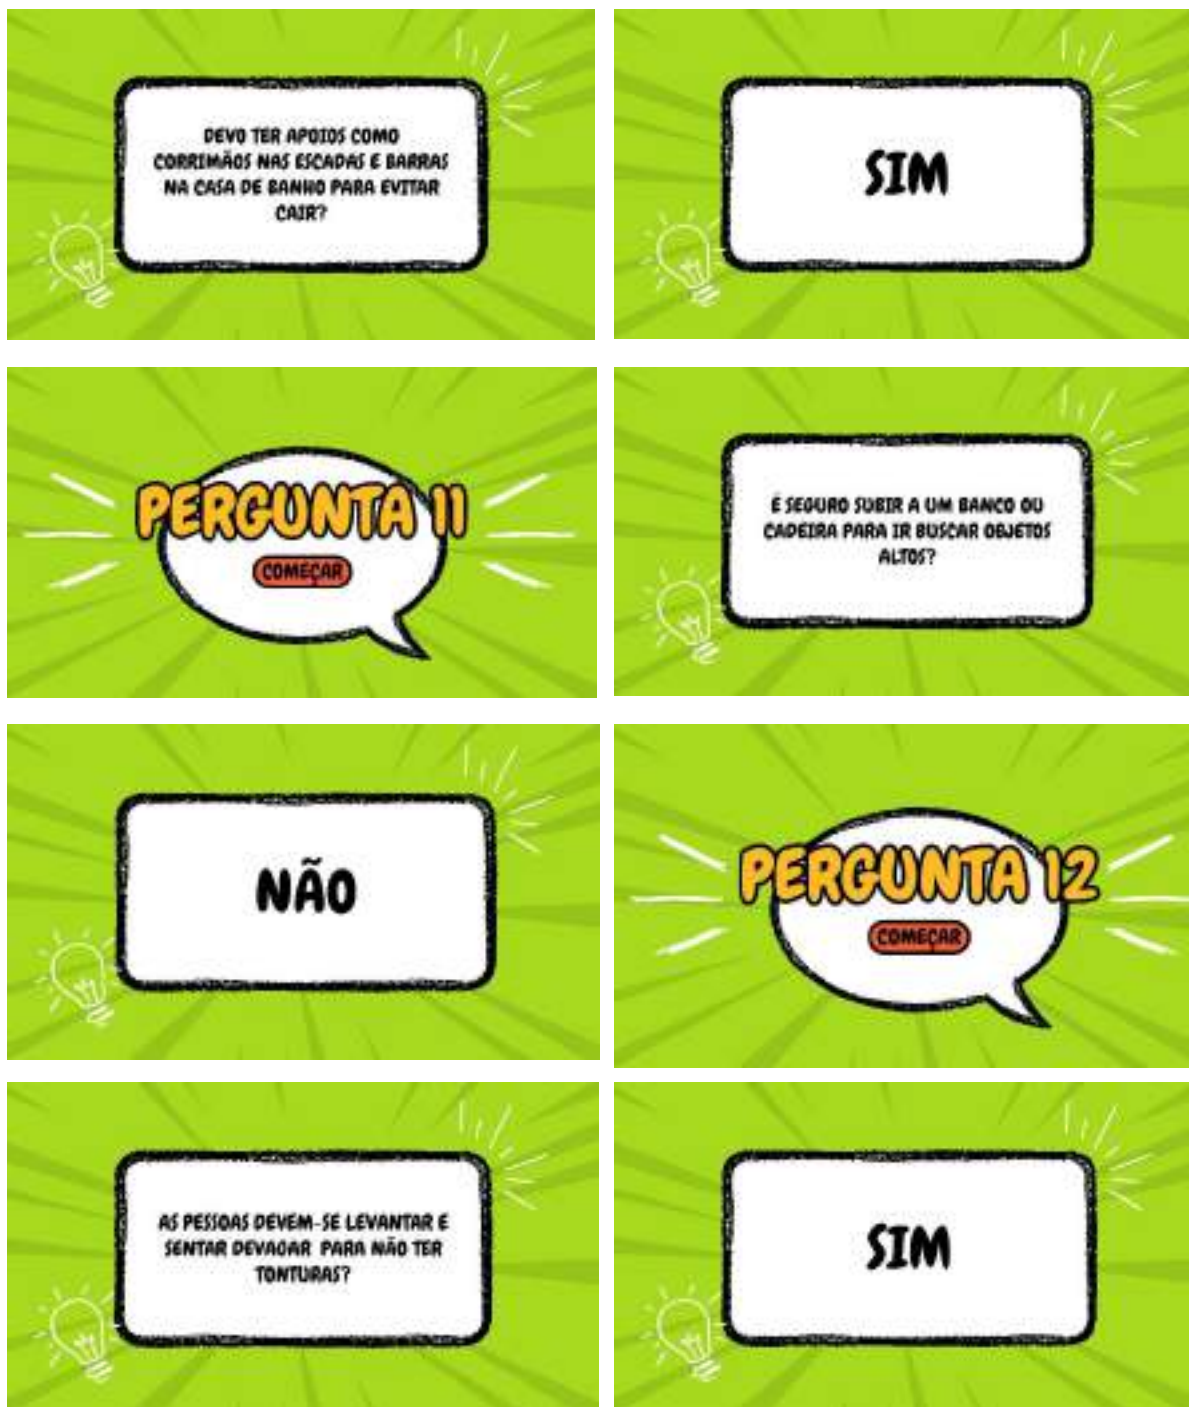 DEVO TER APOIOS COMO
CORRIMÃOS NAS ESCADAS E BARRAS
NA CASA DE BANHO PARA EVITAR
CAIR?
SIM
PERGUNTA 11
COMEÇAR
É SEGURO SUBIR A UM BANCO OU
CADEIRA PARA IR BUSCAR OBJETOS
ALTOS?
NÃO
PERGUNTA 12
COMEÇAR
AS PESSOAS DEVEM-SE LEVANTAR E
SENTAR DEVAGAR PARA NÃO TER
TONTURAS?
SIM